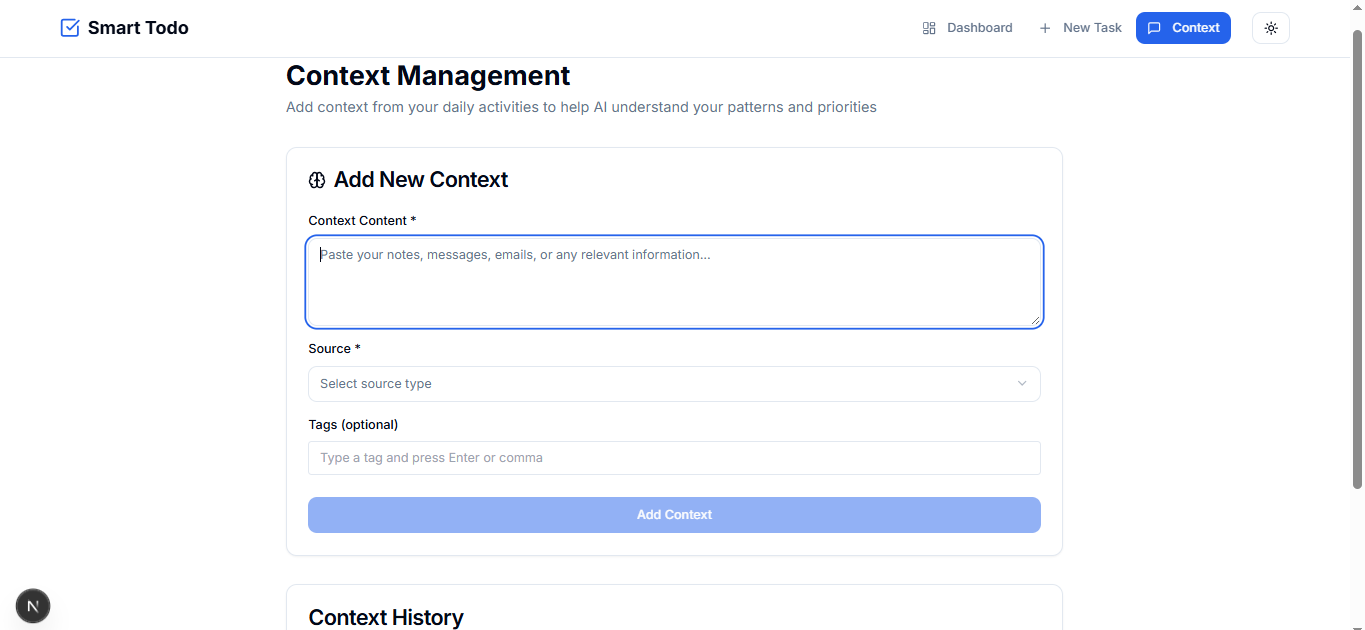 Smart Todo
Dashboard
New Task
Context
Context Management
Add context from your daily activities to help AI understand your patterns and priorities
Add New Context
Context Content *
Paste your notes, messages, emails, or any relevant information...
Source *
Select source type
Tags (optional)
Type a tag and press Enter or comma
Add Context
N
Context History